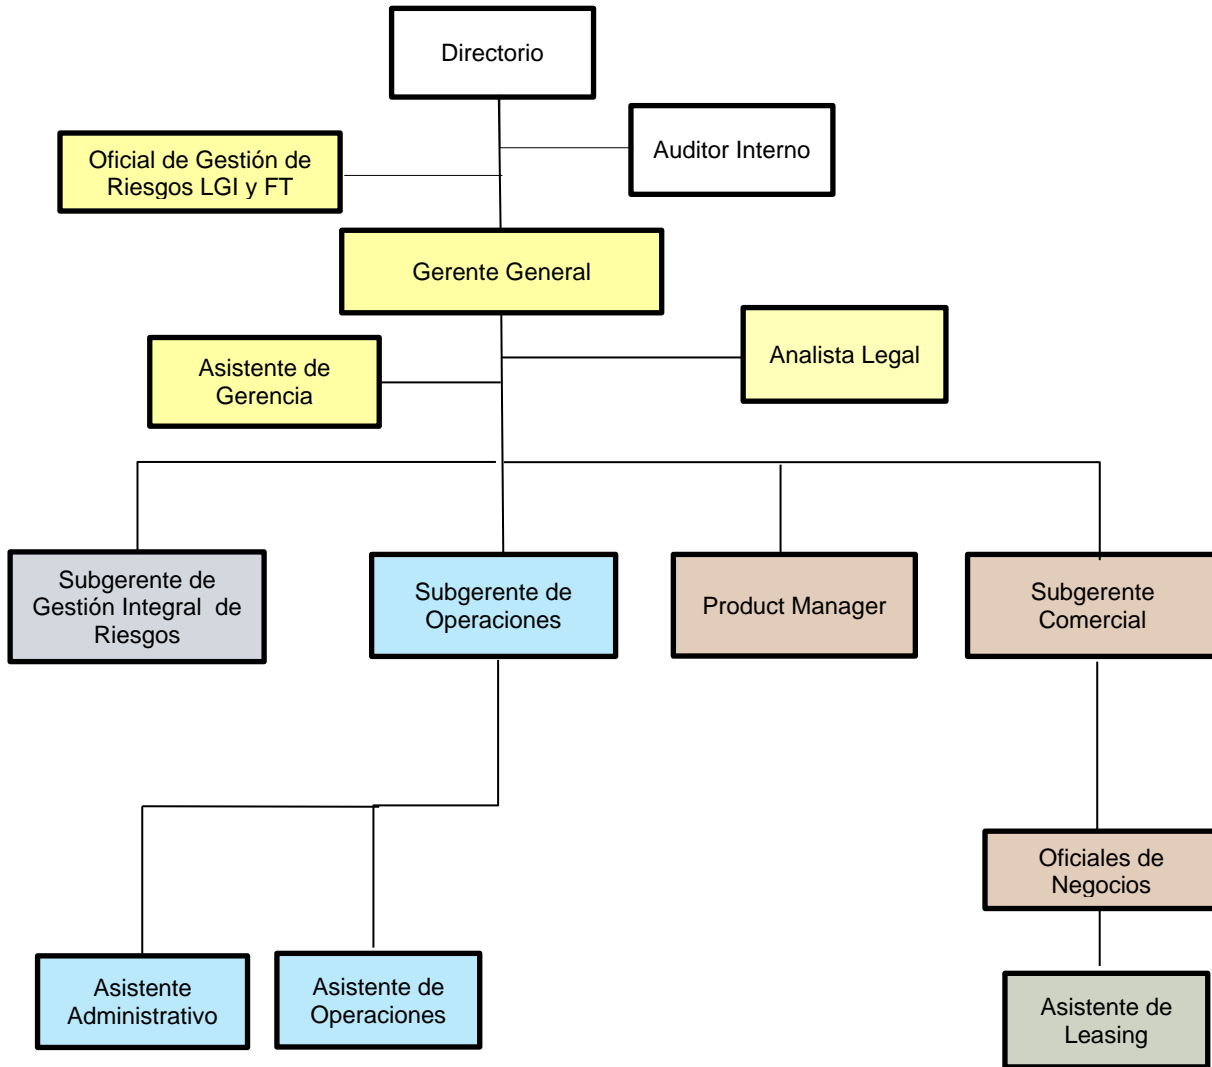 Directorio
Auditor Interno
Oficial de Gestión de
Riesgos LGI y FT
Gerente General
Analista Legal
Asistente de
Gerencia
Subgerente de
Gestión Integral de
Riesgos
Subgerente de
Operaciones
Product Manager
Subgerente
Comercial
Oficiales de
Negocios
Asistente
Administrativo
Asistente de
Operaciones
Asistente de
Leasing